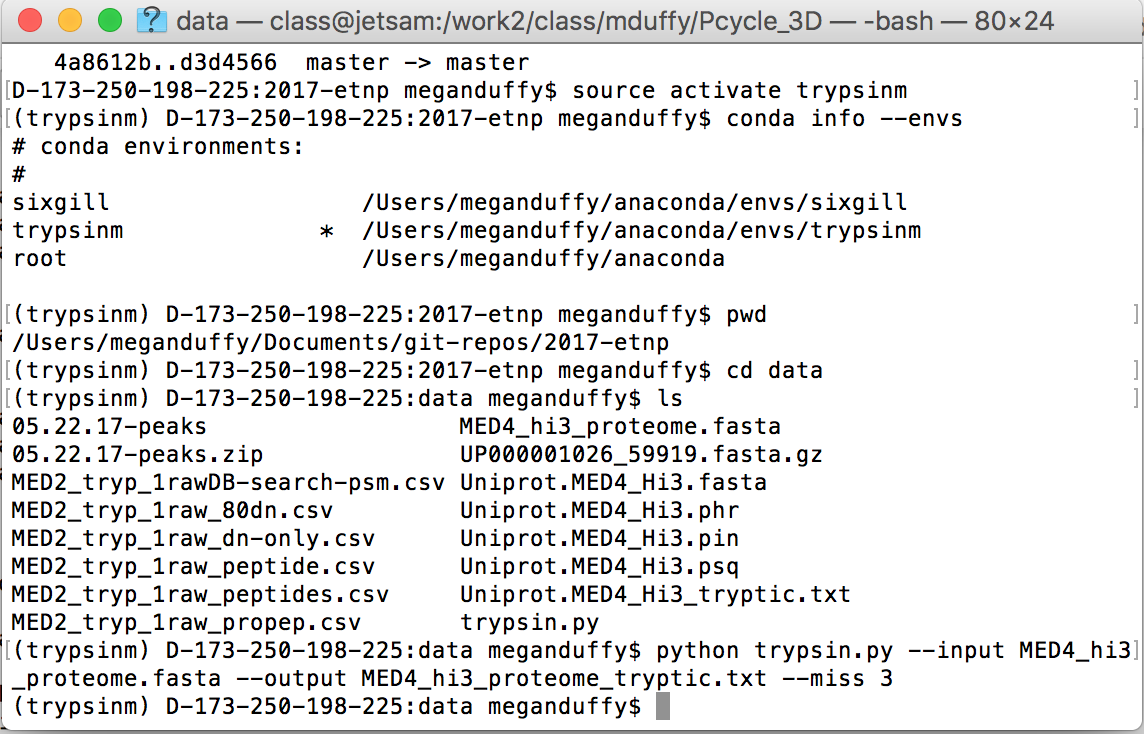 data — class@jetsam:/work2/class/mduffy/Pcycle_3D — -bash — 80×24
4a8612b..d3d4566  master -> master
[D-173-250-198-225:2017-etnp meganduffy$ source activate trypsinm ]
[(trypsinm) D-173-250-198-225:2017-etnp meganduffy$ conda info --envs ]
# conda environments:
#
sixgill                  /Users/meganduffy/anaconda/envs/sixgill
trypsinm              *  /Users/meganduffy/anaconda/envs/trypsinm
root                     /Users/meganduffy/anaconda
[(trypsinm) D-173-250-198-225:2017-etnp meganduffy$ pwd ]
/Users/meganduffy/Documents/git-repos/2017-etnp
[(trypsinm) D-173-250-198-225:2017-etnp meganduffy$ cd data ]
[(trypsinm) D-173-250-198-225:data meganduffy$ ls ]
05.22.17-peaks                  MED4_hi3_proteome.fasta
05.22.17-peaks.zip              UP000001026_59919.fasta.gz
MED2_tryp_1rawDB-search-psm.csv Uniprot.MED4_Hi3.fasta
MED2_tryp_1raw_80dn.csv         Uniprot.MED4_Hi3.phr
MED2_tryp_1raw_dn-only.csv      Uniprot.MED4_Hi3.pin
MED2_tryp_1raw_peptide.csv      Uniprot.MED4_Hi3.psq
MED2_tryp_1raw_peptides.csv     Uniprot.MED4_Hi3_tryptic.txt
MED2_tryp_1raw_propep.csv       trypsin.py
[(trypsinm) D-173-250-198-225:data meganduffy$ python trypsin.py --input MED4_hi3]
_proteome.fasta --output MED4_hi3_proteome_tryptic.txt --miss 3
(trypsinm) D-173-250-198-225:data meganduffy$